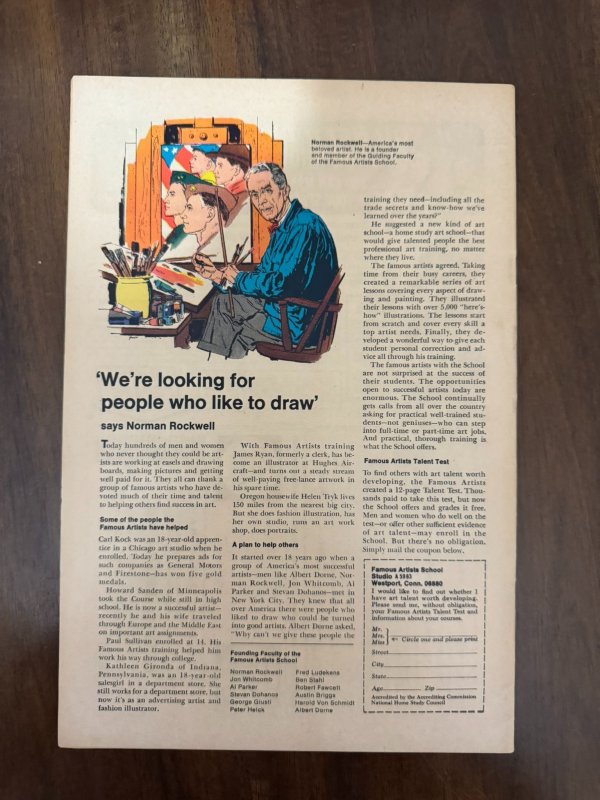 Norman Rockwell—America's most
beloved artist. He is a founder
and member of the Guiding Faculty
of the Famous Artists School.
'We're looking for
people who like to draw'
says Norman Rockwell
Today hundreds of men and women
who never thought they could be art-
ists are working at easels and drawing
boards, making pictures and getting
well paid for it. They all can thank a
group of famous artists who have de-
voted much of their time and talent
to helping others find success in art.
Some of the people the
Famous Artists have helped
Carl Kock was an 18-year-old appren-
tice in a Chicago art studio when he
enrolled. Today he prepares ads for
such companies as General Motors
and Firestone—has won five gold
medals.
Howard Sanden of Minneapolis
took the Course while still in high
school. He is now a successful artist—
recently he and his wife traveled
through Europe and the Middle East
on important art assignments.
Paul Sullivan enrolled at 14. His
Famous Artists training helped him
work his way through college.
Kathleen Gironda of Indiana,
Pennsylvania, was an 18-year-old
salesgirl in a department store. She
still works for a department store, but
now it's as an advertising artist and
fashion illustrator.
With Famous Artists training
James Ryan, formerly a clerk, has be-
come an illustrator at Hughes Air-
craft—and turns out a steady stream
of well-paying free-lance artwork in
his spare time.
Oregon housewife Helen Tryk lives
150 miles from the nearest big city.
But she does fashion illustration, has
her own studio, runs an art work
shop, does portraits.
A plan to help others
It started over 18 years ago when a
group of America's most successful
artists—men like Albert Dorne, Nor-
man Rockwell, Jon Whitcomb, Al
Parker and Stevan Dohanos—met in
New York City. They knew that all
over America there were people who
liked to draw who could be turned
into good artists. Albert Dorne asked,
"Why can't we give these people the
Founding Faculty of the
Famous Artists School
Norman Rockwell
Jon Whitcomb
Al Parker
Stevan Dohanos
George Giusti
Peter Helck
Fred Ludekens
Ben Stahl
Robert Fawcett
Austin Briggs
Harold Von Schmidt
Albert Dorne
training they need—including all the
trade secrets and know-how we've
learned over the years?"
He suggested a new kind of art
school—a home study art school—that
would give talented people the best
professional art training, no matter
where they live.
The famous artists agreed. Taking
time from their busy careers, they
created a remarkable series of art
lessons covering every aspect of draw-
ing and painting. They illustrated
their lessons with over 5,000 "here's-
how" illustrations. The lessons start
from scratch and cover every skill a
top artist needs. Finally, they de-
veloped a wonderful way to give each
student personal correction and ad-
vice all through his training.
The famous artists with the School
are not surprised at the success of
their students. The opportunities
open to successful artists today are
enormous. The School continually
gets calls from all over the country
asking for practical well-trained stu-
dents—not geniuses—who can step
into full-time or part-time art jobs.
And practical, thorough training is
what the School offers.
Famous Artists Talent Test
To find others with art talent worth
developing, the Famous Artists
created a 12-page Talent Test. Thou-
sands paid to take this test, but now
the School offers and grades it free.
Men and women who do well on the
test—or offer other sufficient evidence
of art talent—may enroll in the
School. But there's no obligation.
Simply mail the coupon below.
Famous Artists School
Studio
Westport, Conn. 06880
I would like to find out whether I
have art talent worth developing.
Please send me, without obligation,
your Famous Artists Talent Test and
information about your courses.
Mr.
Mrs.
Miss
Circle one and please print
Street
City
State
Age Zip
Accredited by the Accrediting Commission
National Home Study Council